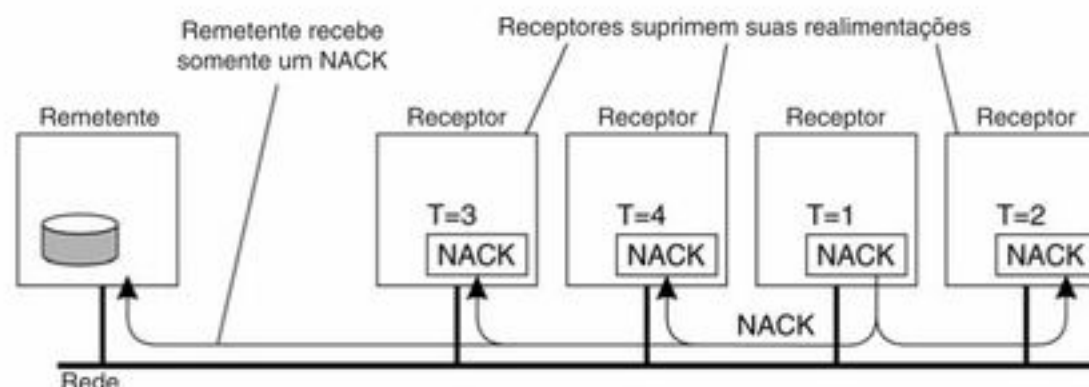 Remetente recebe
somente um NACK
Receptores suprimem suas realimentações
Remetente
Receptor
Receptor
Receptor
Receptor
T=3
T=4
T=1
T=2
NACK
NACK
NACK
NACK
NACK
Rede